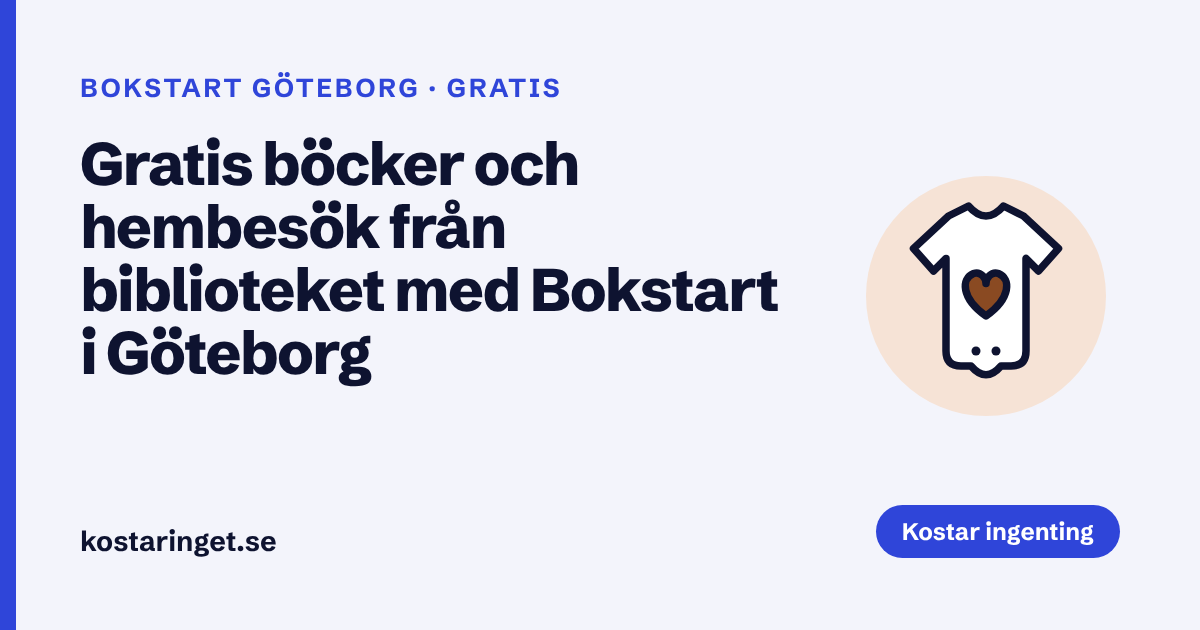 BOKSTART GÖTEBORG · GRATIS
Gratis böcker och
hembesök från
biblioteket med Bokstart
i Göteborg
kostaringet.se
Kostar ingenting